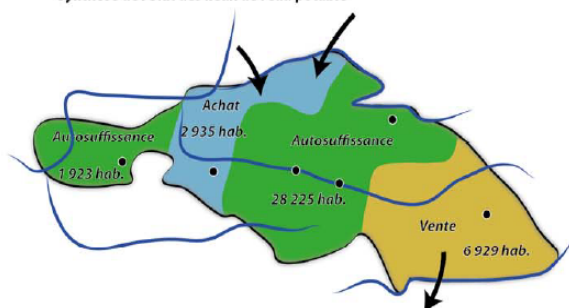 Achat
2 935 hab.
Autosuffissance
1 923 hab.
Autosuffissance
28 225 hab.
Vente
6 929 hab.